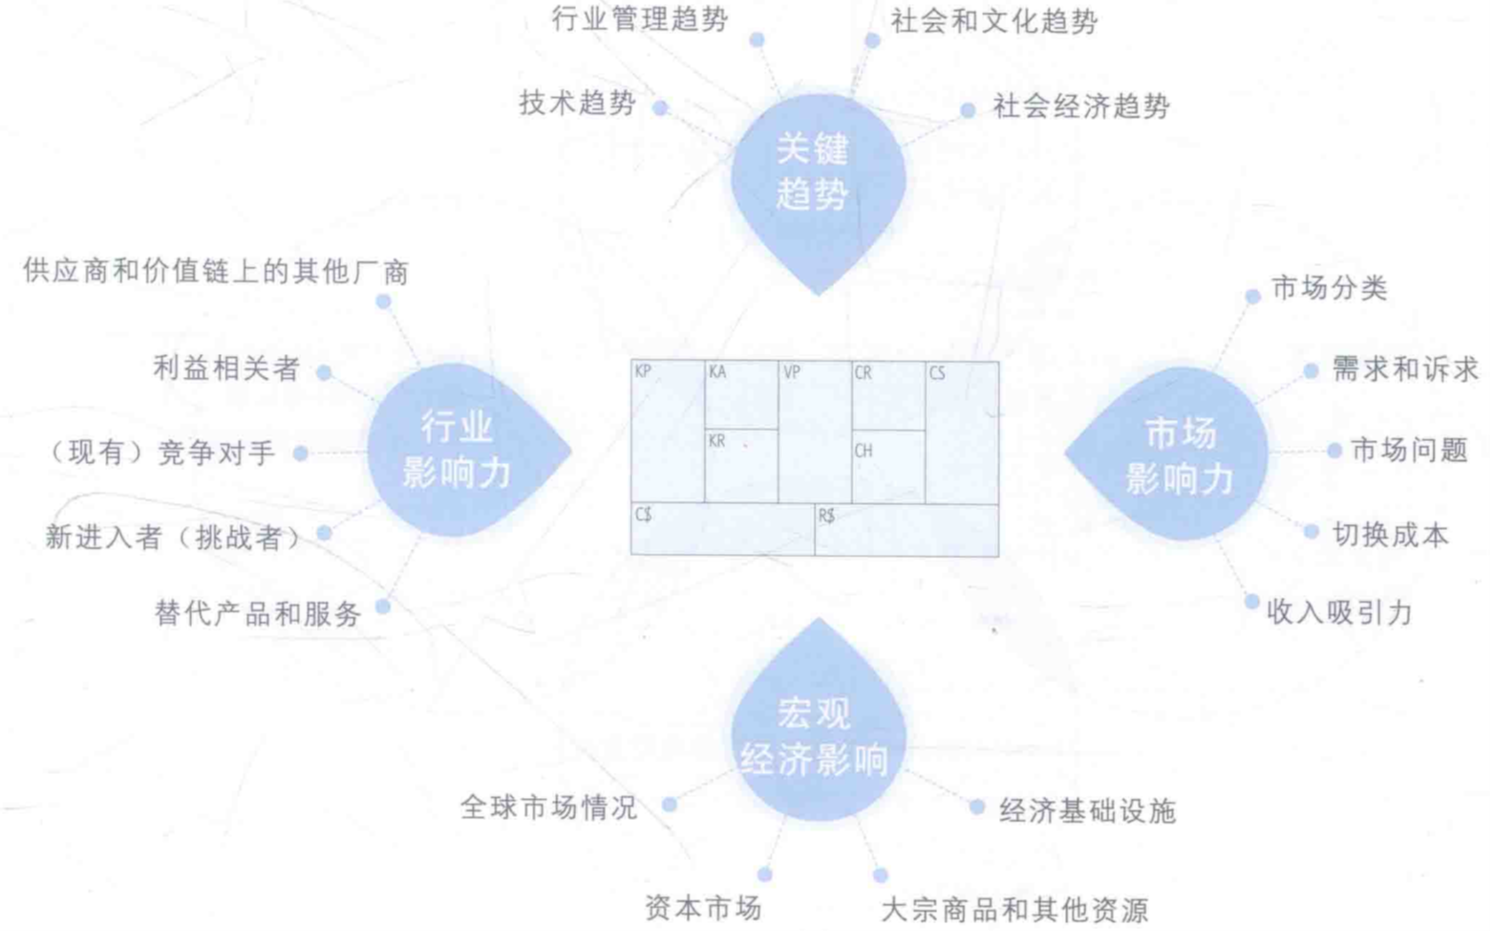 行业管理趋势
社会和文化趋势
技术趋势
社会经济趋势
关键
趋势
供应商和价值链上的其他厂商
利益相关者
（现有）竞争对手
新进入者（挑战者）
替代产品和服务
行业
影响力
KP
KA
VP
CR
CS
KR
CH
C$
R$
市场
影响力
市场分类
需求和诉求
市场问题
切换成本
收入吸引力
宏观
经济影响
全球市场情况
经济基础设施
资本市场
大宗商品和其他资源